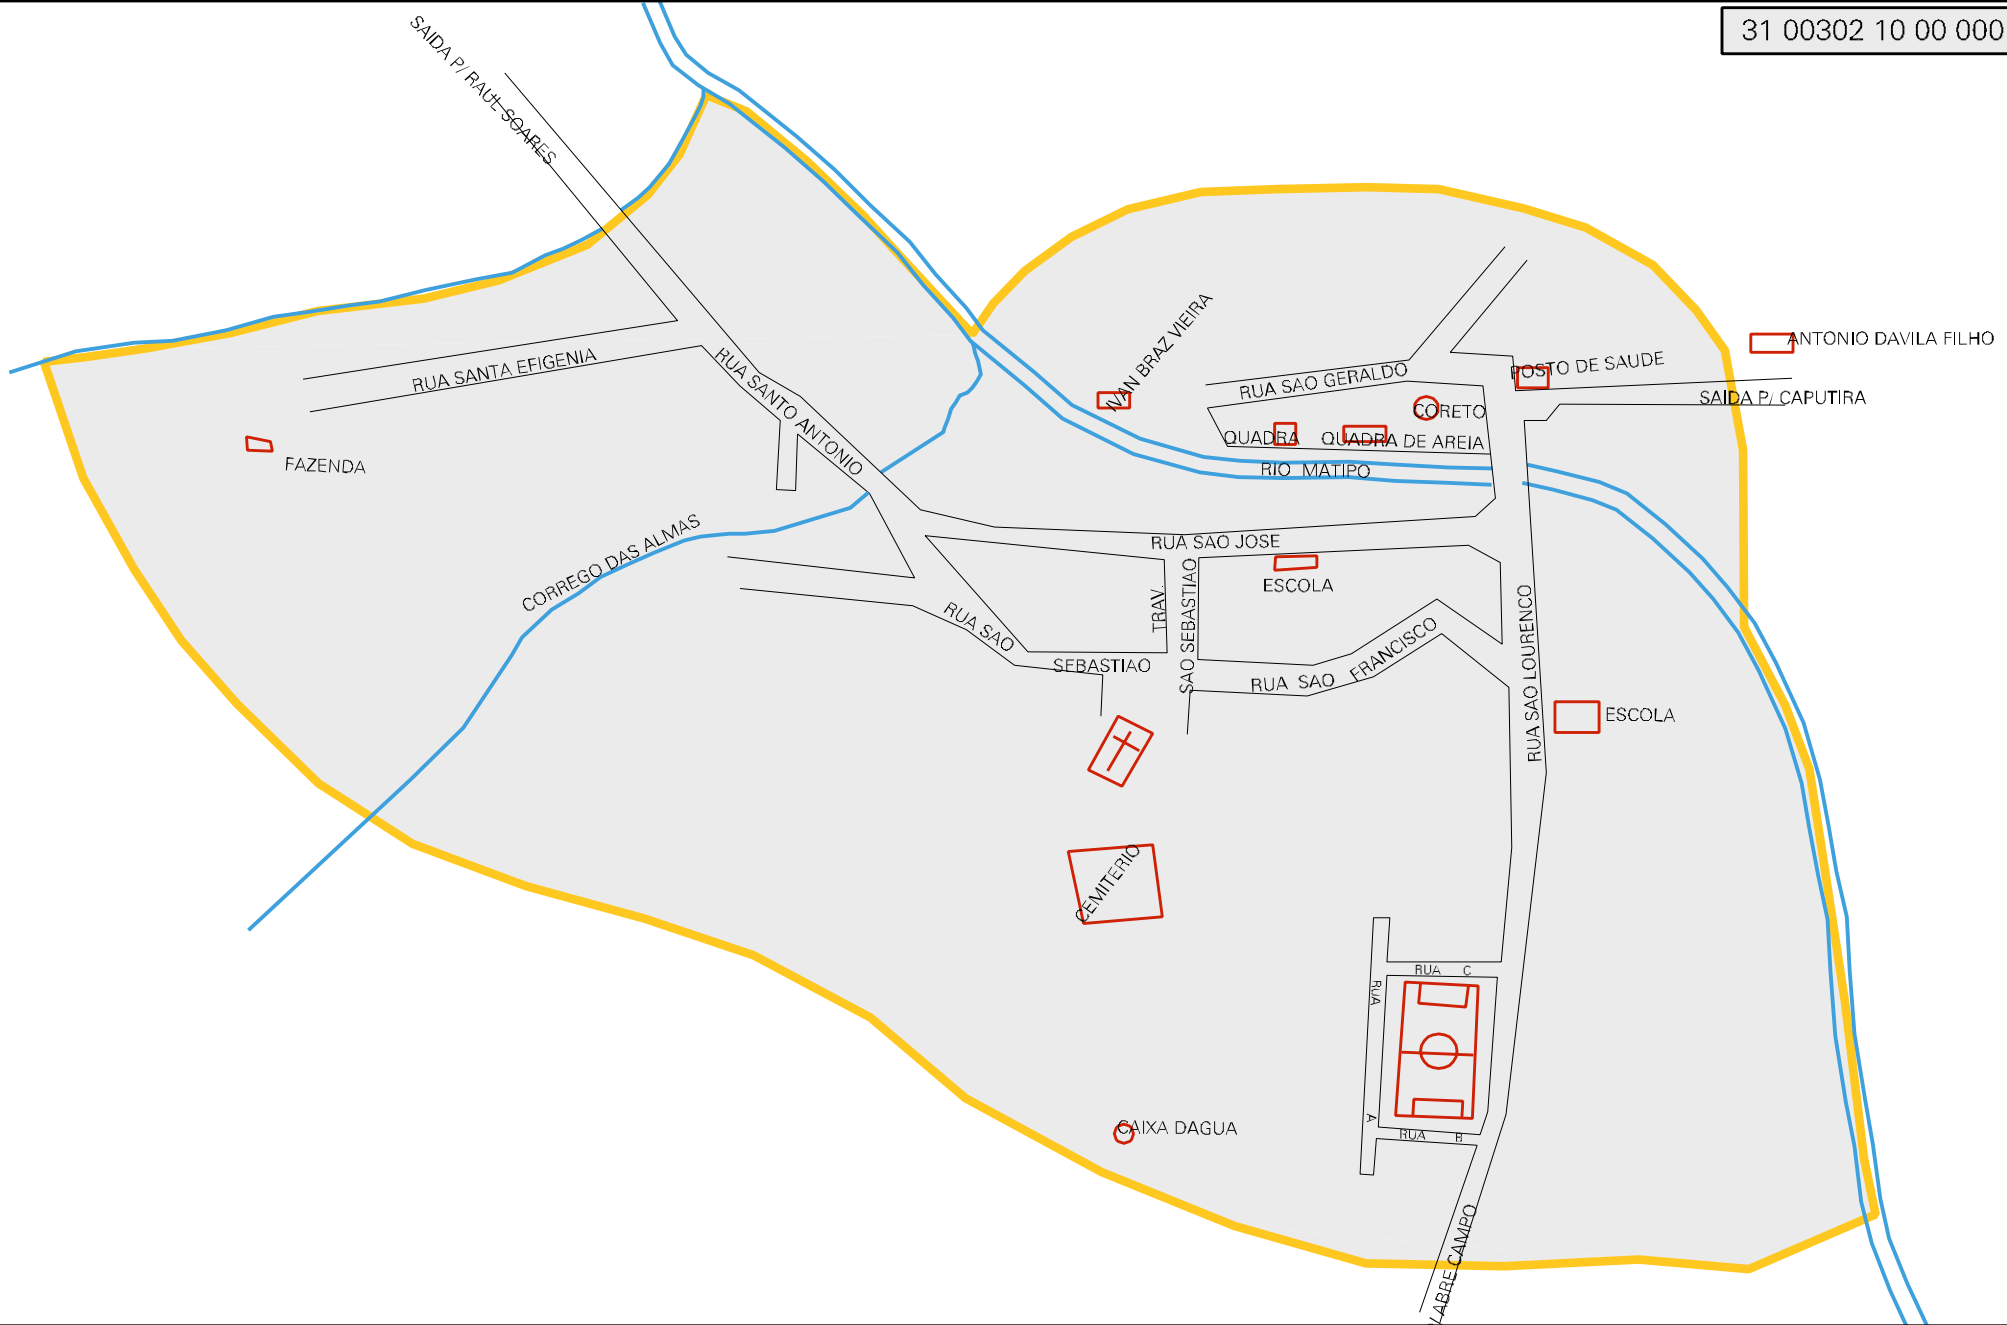 31 00302 10 00 000
SAIDA P/ RAUL SOARES
IVAN BRAZ VIEIRA
ANTONIO DAVILA FILHO
POSTO DE SAUDE
RUA SANTA EFIGENIA
RUA SANTO ANTONIO
RUA SAO GERALDO
SAIDA P/ CAPUTIRA
CORETO
QUADRA
QUADRA DE AREIA
FAZENDA
RIO MATIPO
CORREGO DAS ALMAS
RUA SAO JOSE
ESCOLA
TRAV.
SAO SEBASTIAO
RUA SAO
SEBASTIAO
RUA SAO FRANCISCO
RUA SAO LOURENCO
ESCOLA
CEMITERIO
RUA C
RUA A
RUA B
CAIXA DAGUA
ABRE CAMPO